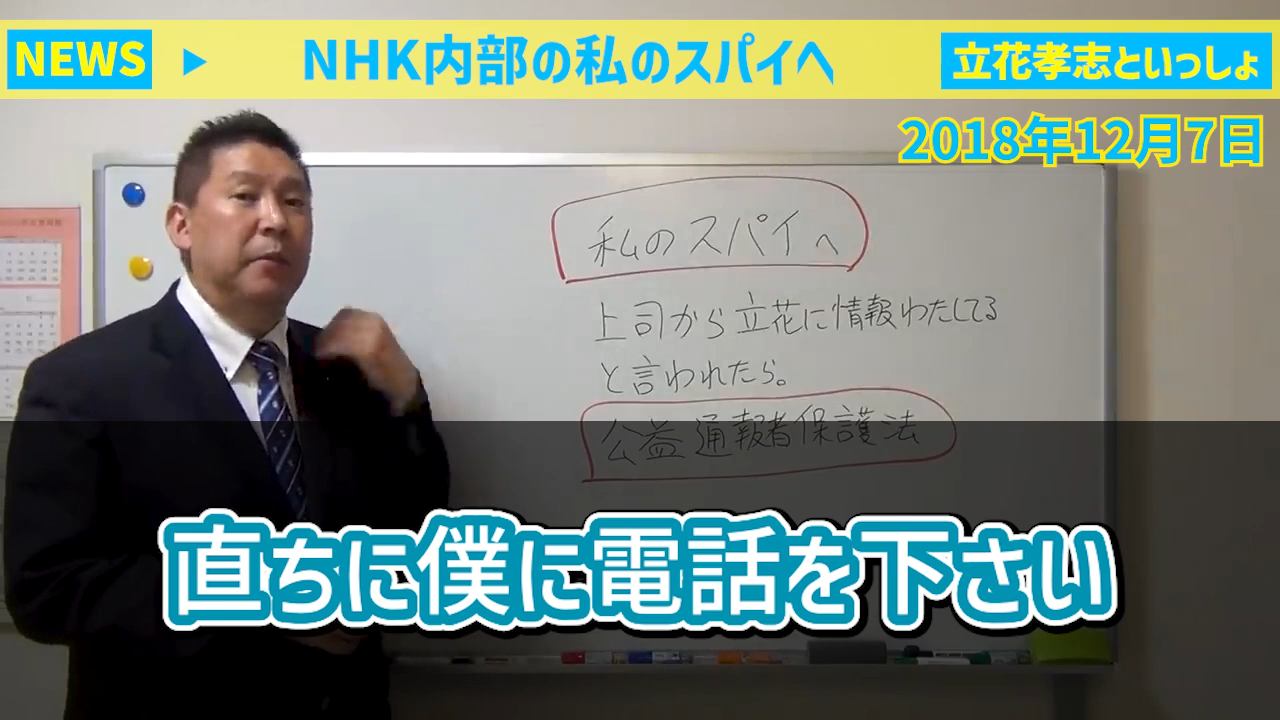 NEWS ▶ NHK内部の私のスパイへ 立花孝志といっしょ
2018年12月7日
私のスパイへ
上司から立花に情報わたしてる
と言われたら。
公益通報者保護法
直ちに僕に電話を下さい